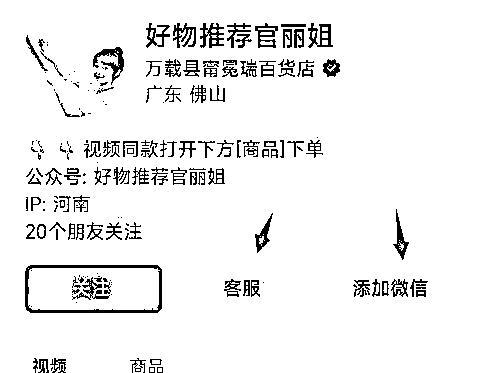 好物推荐官丽姐
万载县甯冕瑞百货店
广东 佛山
👇 👇 视频同款打开下方[商品]下单
公众号: 好物推荐官丽姐
IP: 河南
20个朋友关注
关注
客服
添加微信
视频
商品